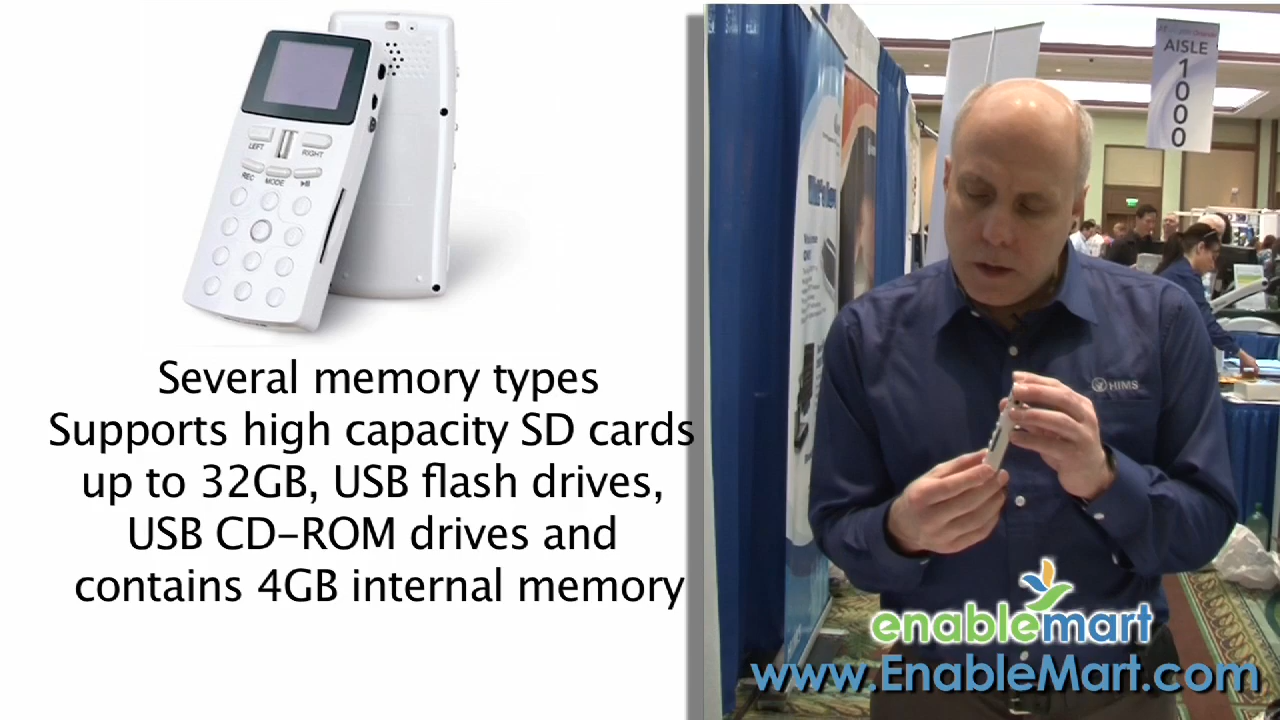 LEFT
RIGHT
REC
MODE
Several memory types
Supports high capacity SD cards
up to 32GB, USB flash drives,
USB CD-ROM drives and
contains 4GB internal memory
AISLE
1000
HIMS
enablemart
www.EnableMart.com